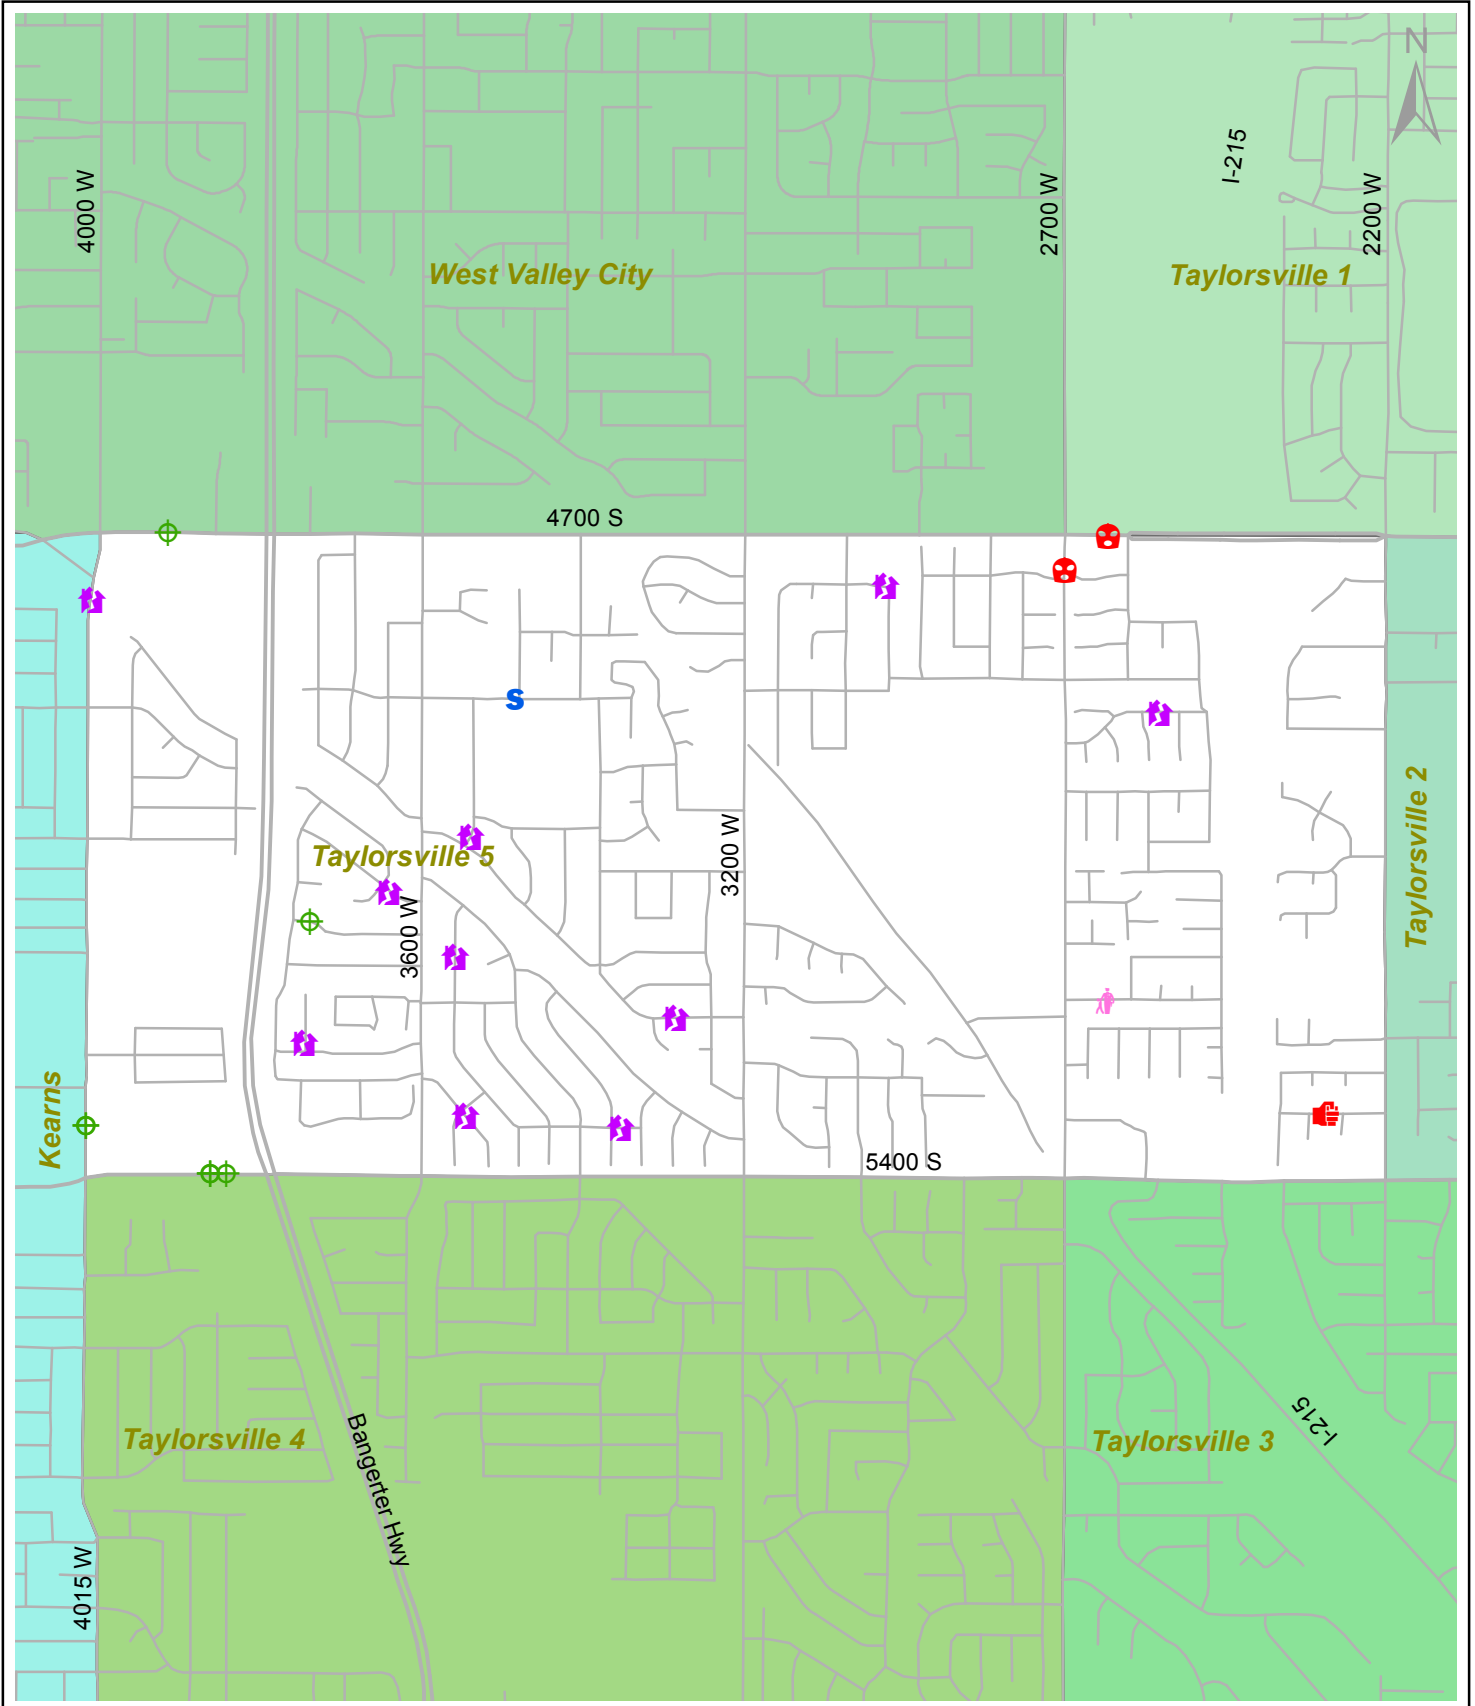 N
I-215
4000 W
2700 W
2200 W
West Valley City
Taylorsville 1
4700 S
S
Taylorsville 2
3200 W
Taylorsville 5
3600 W
Kearns
5400 S
Taylorsville 4
Bangerter Hwy
I-215
Taylorsville 3
4015 W